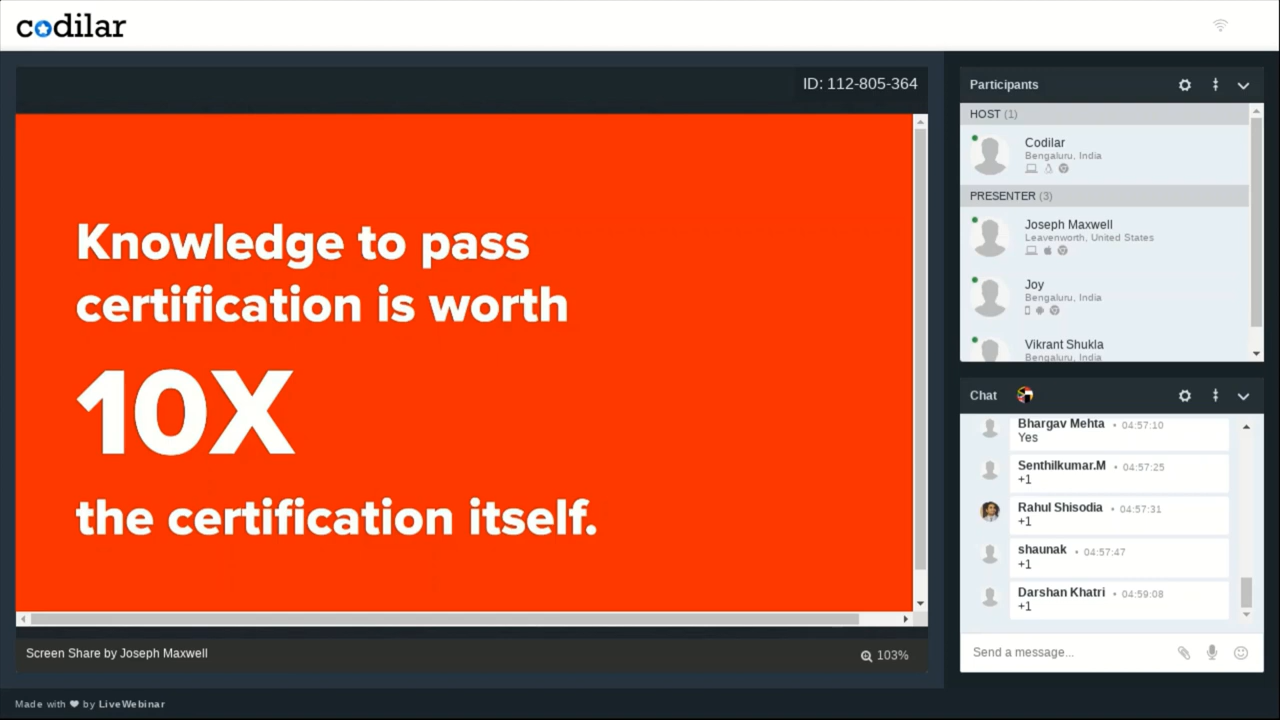 codilar
ID: 112-805-364
Knowledge to pass
certification is worth
10X
the certification itself.
Screen Share by Joseph Maxwell
103%
Participants
HOST (1)
Codilar
Bengaluru, India
PRESENTER (3)
Joseph Maxwell
Leavenworth, United States
Joy
Bengaluru, India
Vikrant Shukla
Bengaluru, India
Chat
Bhargav Mehta • 04:57:10
Yes
Senthilkumar.M • 04:57:25
+1
Rahul Shisodia • 04:57:31
+1
shaunak • 04:57:47
+1
Darshan Khatri • 04:59:08
+1
Send a message...
Made with ❤ by LiveWebinar